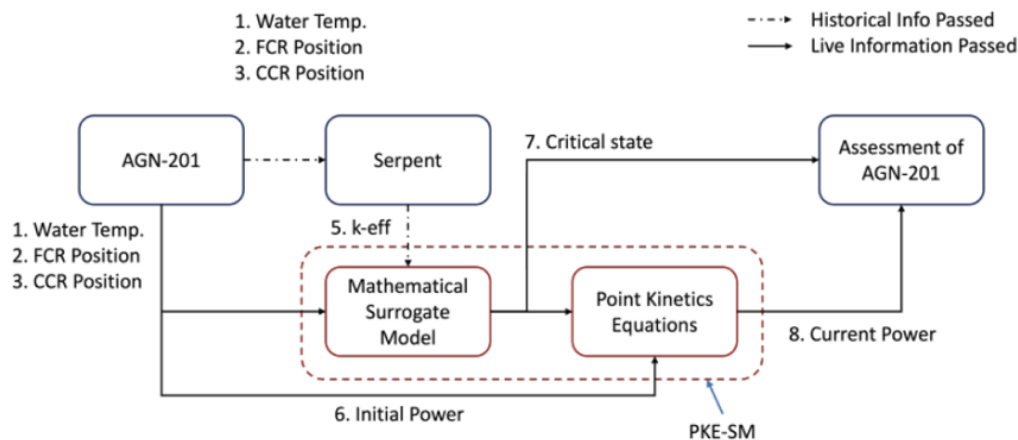 1. Water Temp.
2. FCR Position
3. CCR Position
Historical Info Passed
Live Information Passed
AGN-201
Serpent
7. Critical state
Assessment of
AGN-201
1. Water Temp.
2. FCR Position
3. CCR Position
5. k-eff
Mathematical
Surrogate
Model
Point Kinetics
Equations
8. Current Power
6. Initial Power
PKE-SM